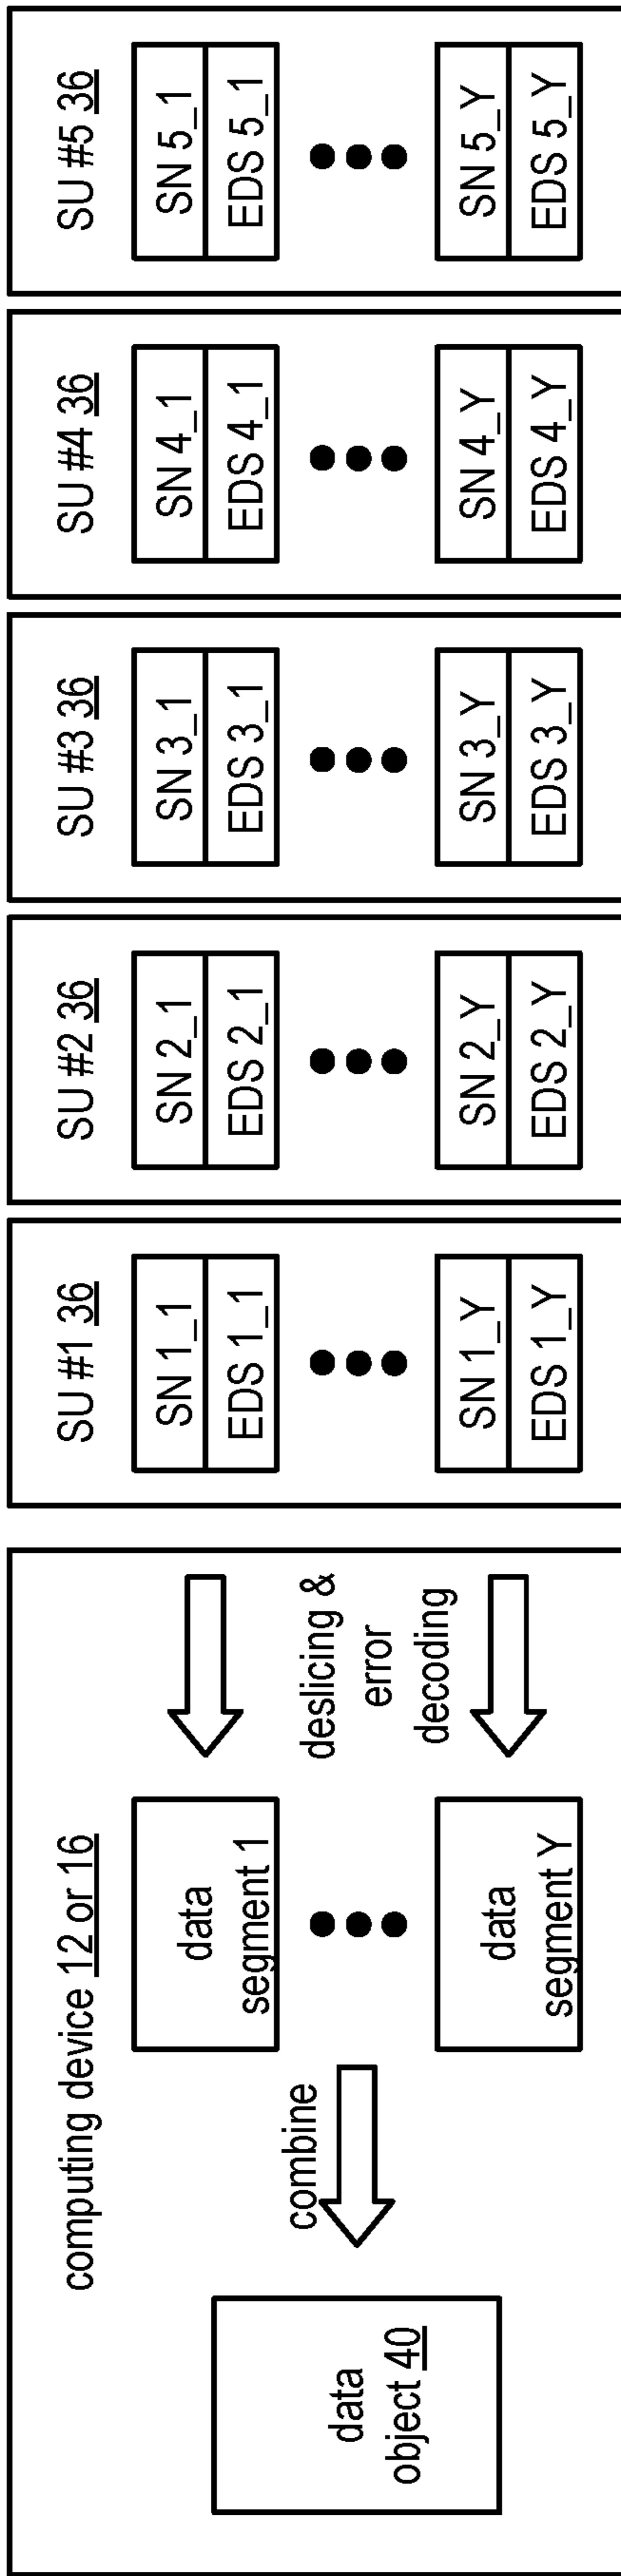 computing device 12 or 16
data
object 40
combine
data
segment 1
data
segment Y
deslicing &
error
decoding
SU #1 36
SN 1_1
EDS 1_1
SN 1_Y
EDS 1_Y
SU #2 36
SN 2_1
EDS 2_1
SN 2_Y
EDS 2_Y
SU #3 36
SN 3_1
EDS 3_1
SN 3_Y
EDS 3_Y
SU #4 36
SN 4_1
EDS 4_1
SN 4_Y
EDS 4_Y
SU #5 36
SN 5_1
EDS 5_1
SN 5_Y
EDS 5_Y